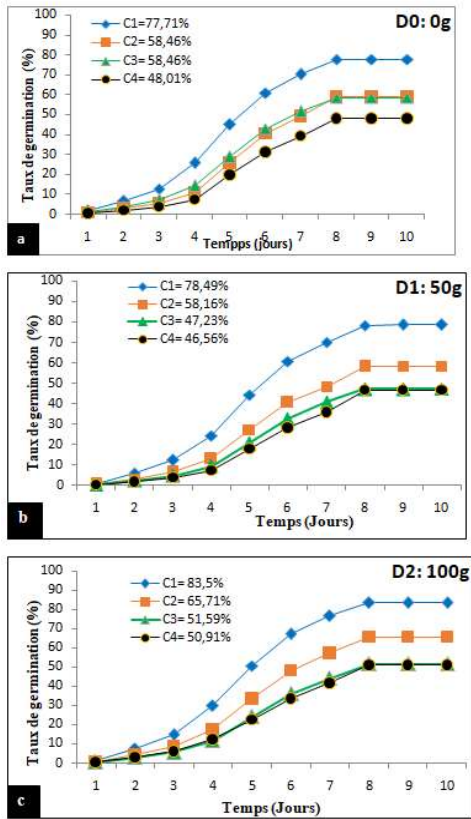 D0: 0g
C1=77,71%
C2= 58,46%
C3= 58,46%
C4= 48,01%
Taux de germination (%)
90
80
70
60
50
40
30
20
10
0
1 2 3 4 5 6 7 8 9 10
Tempps (jours)
a
D1: 50g
C1= 78,49%
C2= 58,16%
C3= 47,23%
C4= 46,56%
Taux de germination (%)
100
90
80
70
60
50
40
30
20
10
0
1 2 3 4 5 6 7 8 9 10
Temps (Jours)
b
D2: 100g
C1= 83,5%
C2= 65,71%
C3= 51,59%
C4= 50,91%
Taux de germination (%)
100
90
80
70
60
50
40
30
20
10
0
1 2 3 4 5 6 7 8 9 10
Temps (Jours)
c